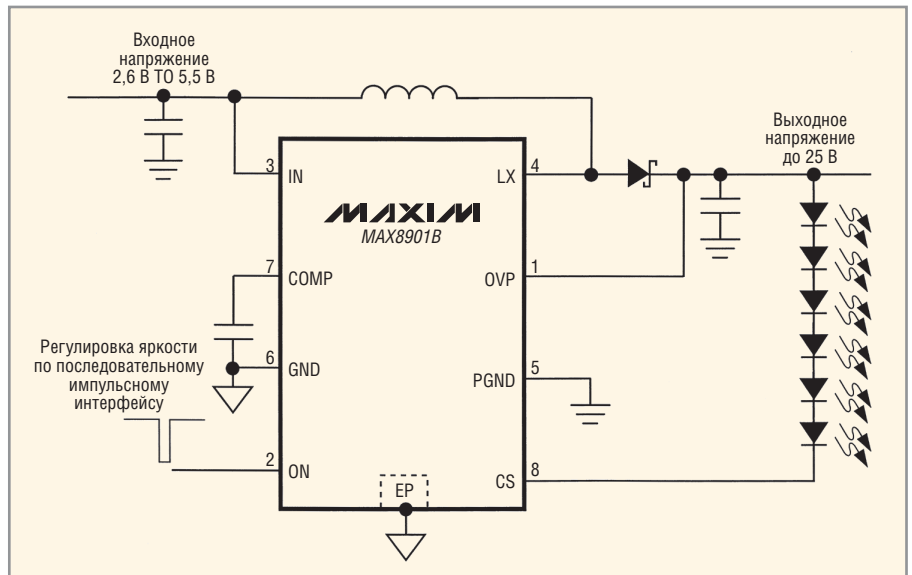 Входное
напряжение
2,6 В ТО 5,5 В
Выходное
напряжение
до 25 В
3
IN
LX
4
MAXIM
MAX8901B
7
COMP
OVP
1
Регулировка яркости
по последовательному
импульсному
интерфейсу
6
GND
PGND
5
2
ON
EP
CS
8